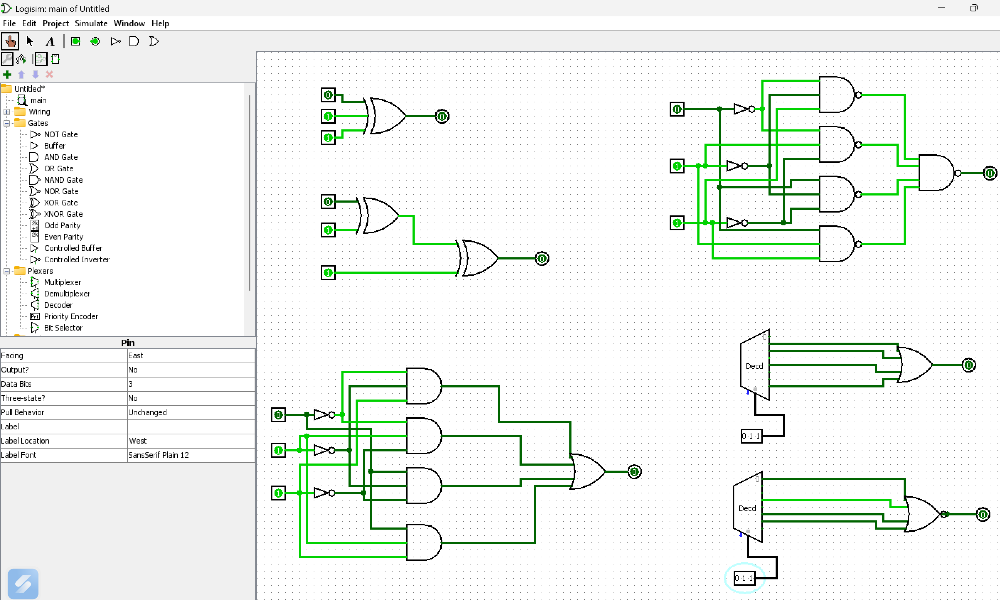 Logisim: main of Untitled
File Edit Project Simulate Window Help
A
Untitled*
main
Wiring
Gates
NOT Gate
Buffer
AND Gate
OR Gate
NAND Gate
NOR Gate
XOR Gate
XNOR Gate
2k+1 Odd Parity
2k Even Parity
Controlled Buffer
Controlled Inverter
Plexers
Multiplexer
Demultiplexer
Decoder
Pri Priority Encoder
Bit Selector
Pin
Facing East
Output? No
Data Bits 3
Three-state? No
Pull Behavior Unchanged
Label
Label Location West
Label Font SansSerif Plain 12
0
1
1
0
0
1
1
0
0
1
1
0
0
1
1
0
0
Decd
0 1 1
0
0
Decd
0 1 1
0